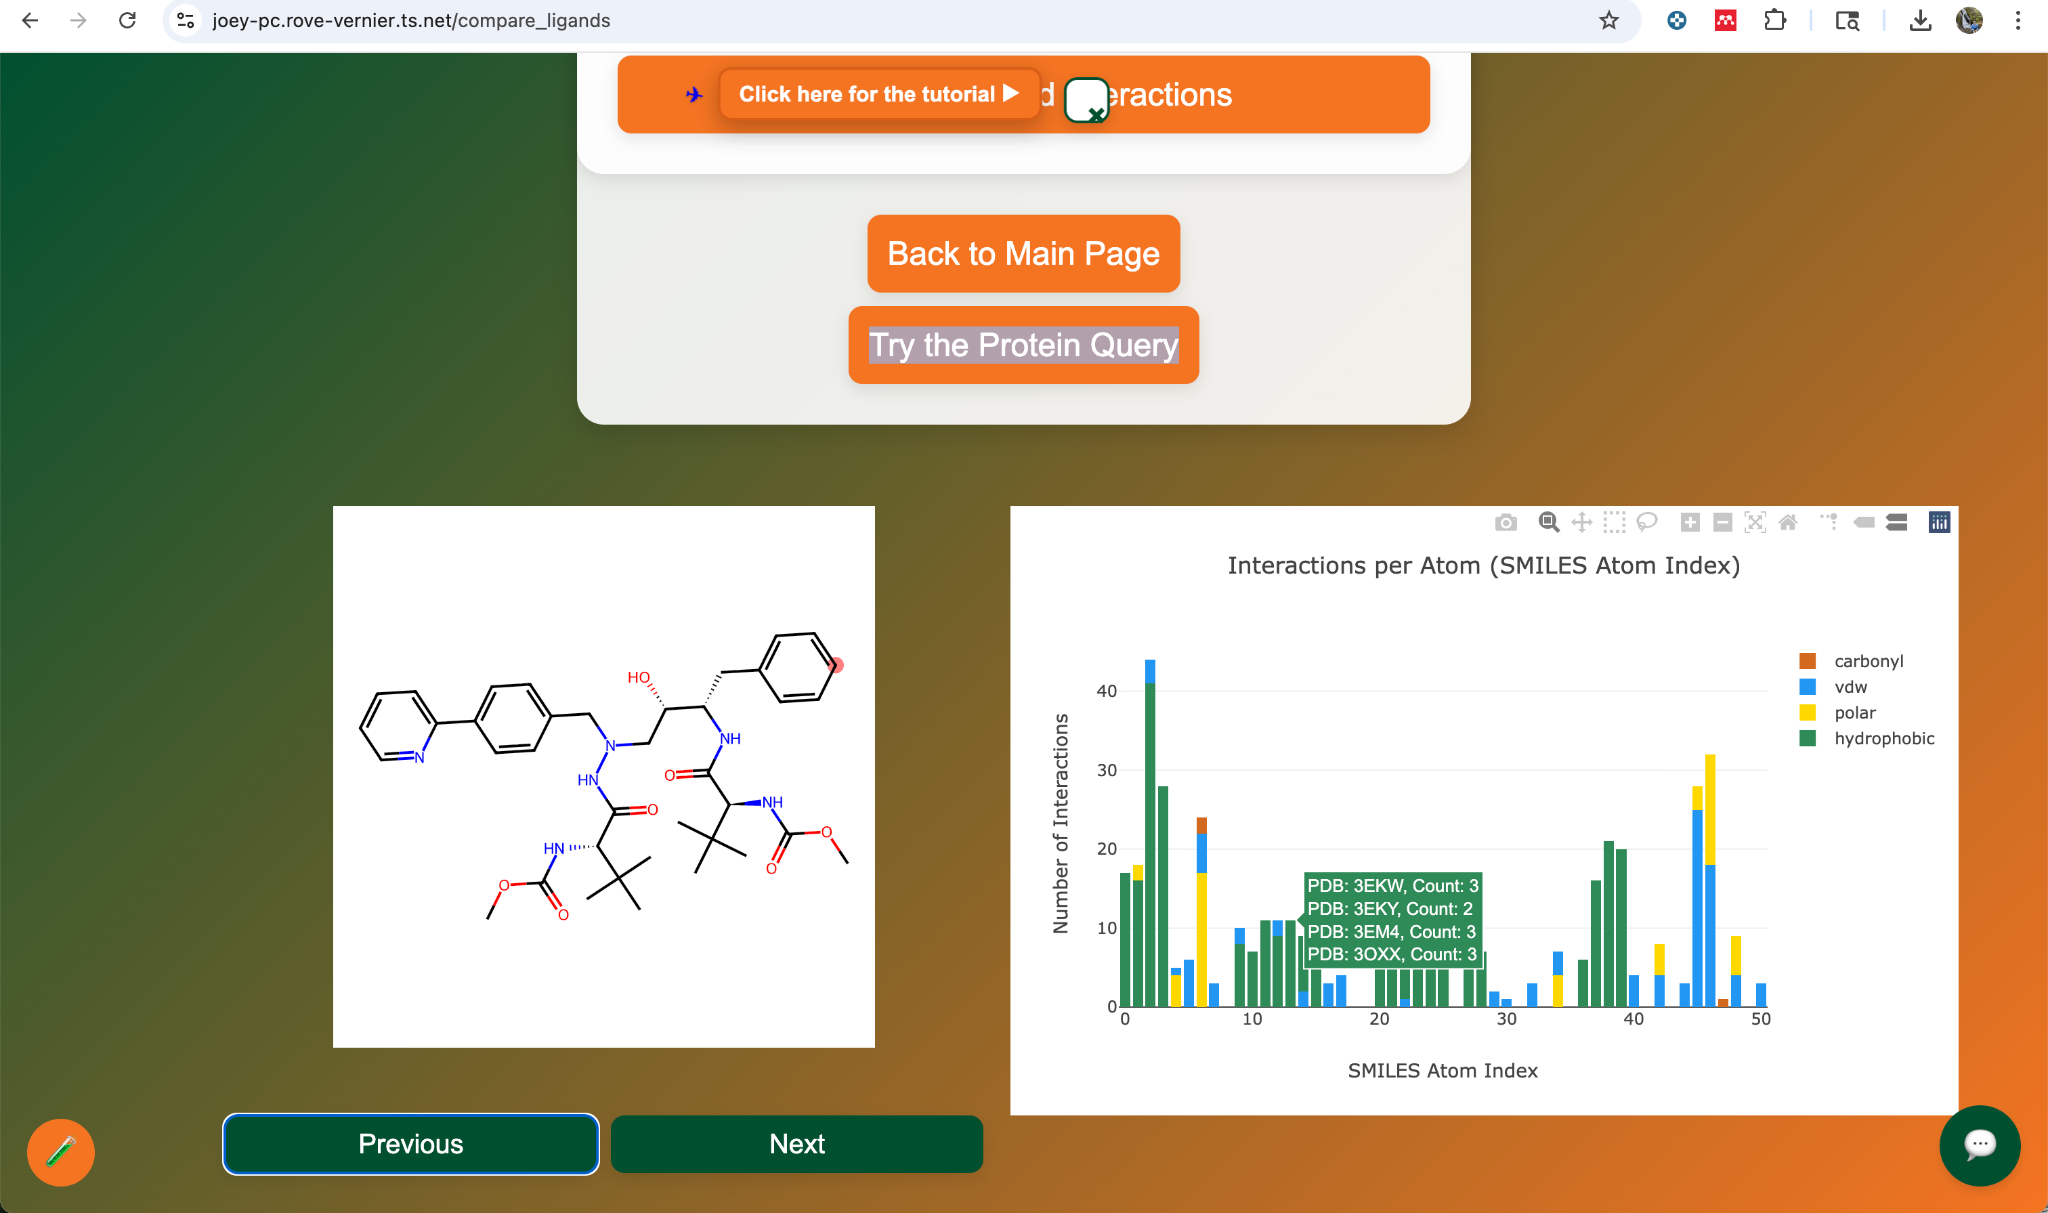 joey-pc.rove-vernier.ts.net/compare_ligands
Click here for the tutorial ▶
d
eractions
Back to Main Page
Try the Protein Query
HO
NH
N
N
HN
O
O
NH
HN
O
O
O
O
Interactions per Atom (SMILES Atom Index)
carbonyl
vdw
polar
hydrophobic
Number of Interactions
40
30
20
10
0
PDB: 3EKW, Count: 3
PDB: 3EKY, Count: 2
PDB: 3EM4, Count: 3
PDB: 3OXX, Count: 3
0 10 20 30 40 50
SMILES Atom Index
Previous
Next